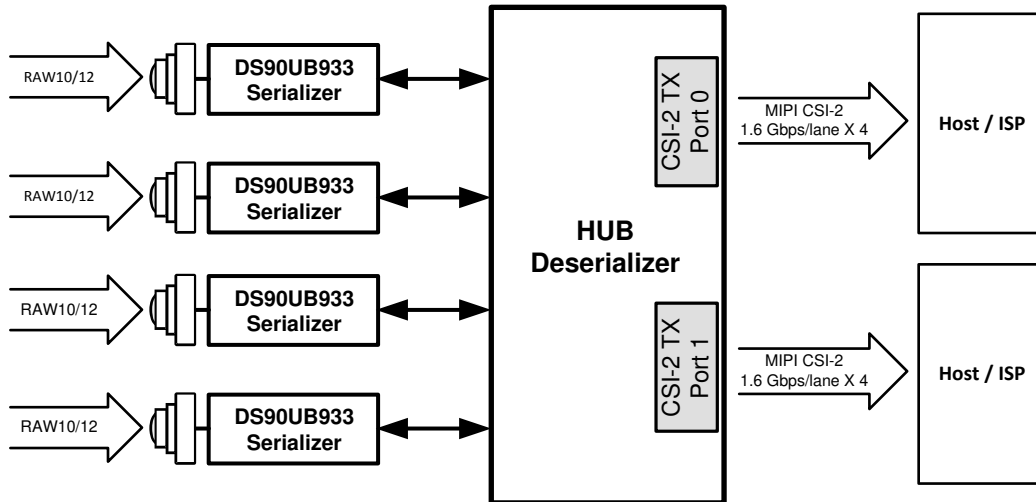 RAW10/12
DS90UB933
Serializer
RAW10/12
DS90UB933
Serializer
RAW10/12
DS90UB933
Serializer
RAW10/12
DS90UB933
Serializer
HUB
Deserializer
CSI-2 TX
Port 0
CSI-2 TX
Port 1
MIPI CSI-2
1.6 Gbps/lane X 4
Host / ISP
MIPI CSI-2
1.6 Gbps/lane X 4
Host / ISP